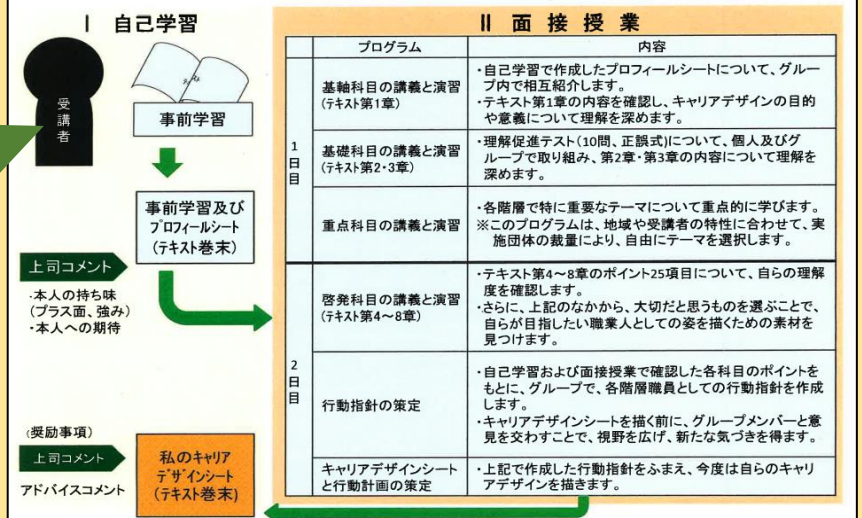 Ⅰ 自己学習
受講者
事前学習
事前学習及び
プロフィールシート
(テキスト巻末)
上司コメント
・本人の持ち味
(プラス面、強み)
・本人への期待
(奨励事項)
上司コメント
アドバイスコメント
私のキャリア
デザインシート
(テキスト巻末)
Ⅱ 面接授業
プログラム
内容
1日目
基軸科目の講義と演習
(テキスト第1章)
・自己学習で作成したプロフィールシートについて、グルー
プ内で相互紹介します。
・テキスト第1章の内容を確認し、キャリアデザインの目的
や意義について理解を深めます。
基礎科目の講義と演習
(テキスト第2・3章)
・理解促進テスト(10問、正誤式)について、個人及びグ
ループで取り組み、第2章・第3章の内容について理解を
深めます。
重点科目の講義と演習
・各階層で特に重要なテーマについて重点的に学びます。
※このプログラムは、地域や受講者の特性に合わせて、実
施団体の裁量により、自由にテーマを選択します。
2日目
啓発科目の講義と演習
(テキスト第4～8章)
・テキスト第4～8章のポイント25項目について、自らの理解
度を確認します。
・さらに、上記のなかから、大切だと思うものを選ぶことで、
自らが目指したい職業人としての姿を描くための素材を
見つけます。
行動指針の策定
・自己学習および面接授業で確認した各科目のポイントを
もとに、グループで、各階層職員としての行動指針を作成
します。
・キャリアデザインシートを描く前に、グループメンバーと意
見を交わすことで、視野を広げ、新たな気づきを得ます。
キャリアデザインシート
と行動計画の策定
・上記で作成した行動指針をふまえ、今度は自らのキャリ
アデザインを描きます。